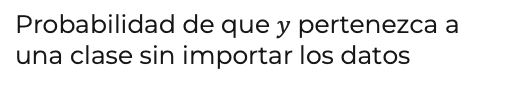 Probabilidad de que y pertenezca a
una clase sin importar los datos